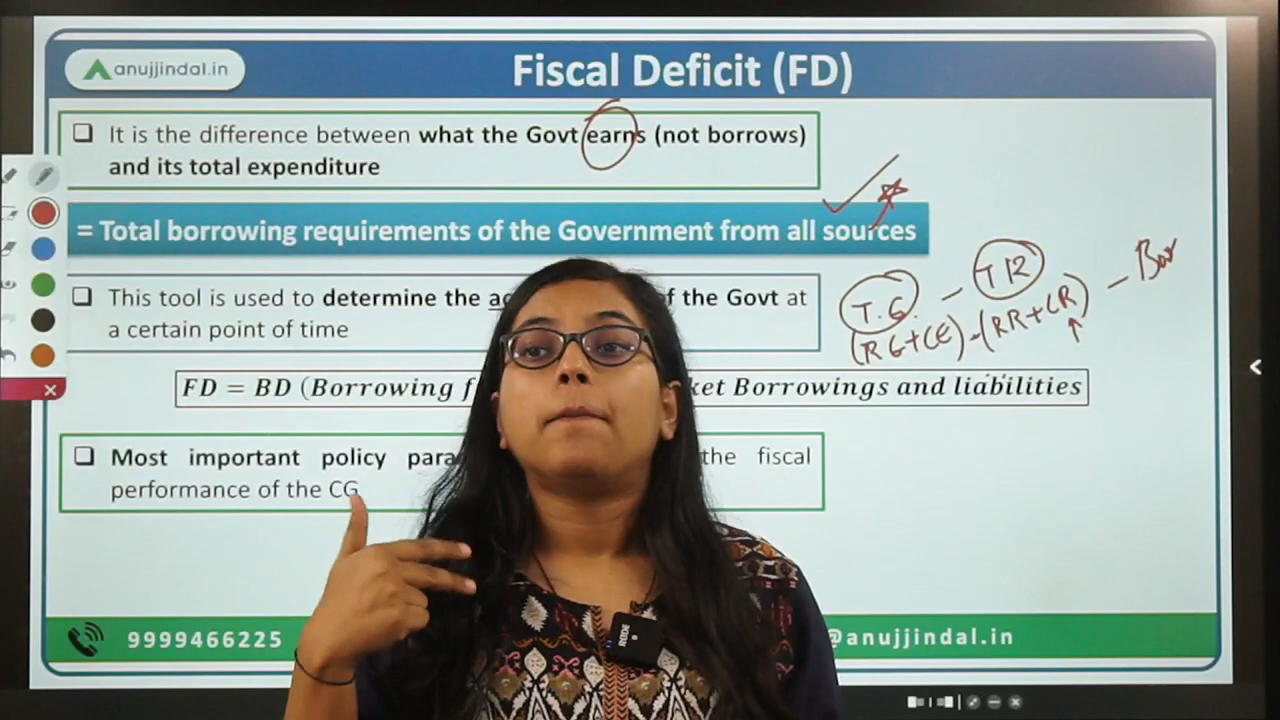 anujjindal.in
Fiscal Deficit (FD)
It is the difference between what the Govt earns (not borrows)
and its total expenditure
= Total borrowing requirements of the Government from all sources
T.E. - TR
(RE+CE) - (RR+CR) - Bor
This tool is used to determine the of the Govt at
a certain point of time
FD = BD (Borrowing Borrowings and liabilities
Most important policy the fiscal
performance of the CG
9999466225
@anujjindal.in
RODE